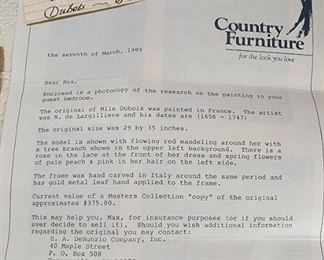 Dubois ~
Country
Furniture
for the look you love
the seventh of March, 1989
Dear Max,
Enclosed is a photocopy of the research on the painting in your
guest bedroom.
The original of Mlle Dubois was painted in France. The artist
was N. de Largilliere and his dates are (1656 - 1747)
The original size was 29 by 35 inches.
The model is shown with flowing red mandeling around her with
a tree branch shown in the upper left background. There is a
rose in the lace at the front of her dress and spring flowers
of pale peach & pink in her hair on the left side.
The frame was hand carved in Italy around the same period and
has gold metal leaf hand applied to the frame.
Current value of a Masters Collection "copy" of the original
approximates $375.00.
This may help you, Max, for insurance purposes (or if you should
ever decide to sell it). Should you wish additional information
regarding the original you may contact:
H. A. DeNunzio Company, Inc.
40 Maple Street
P. O. Box 508